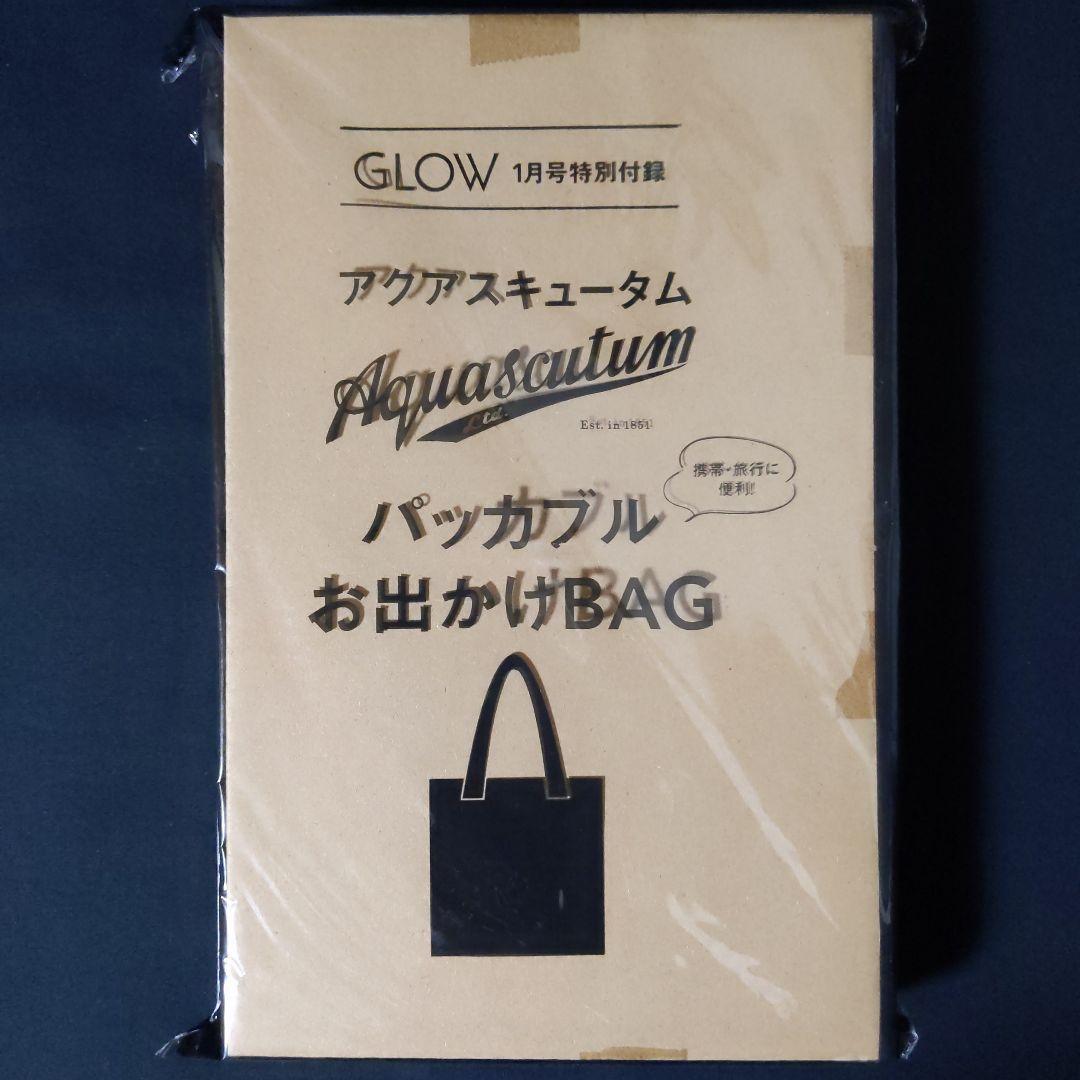 GLOW 1月号特別付録
アクアスキュータム
Aquascutum
Ltd.
Est. in 1851
携帯・旅行に
便利!!
パッカブル
お出かけBAG